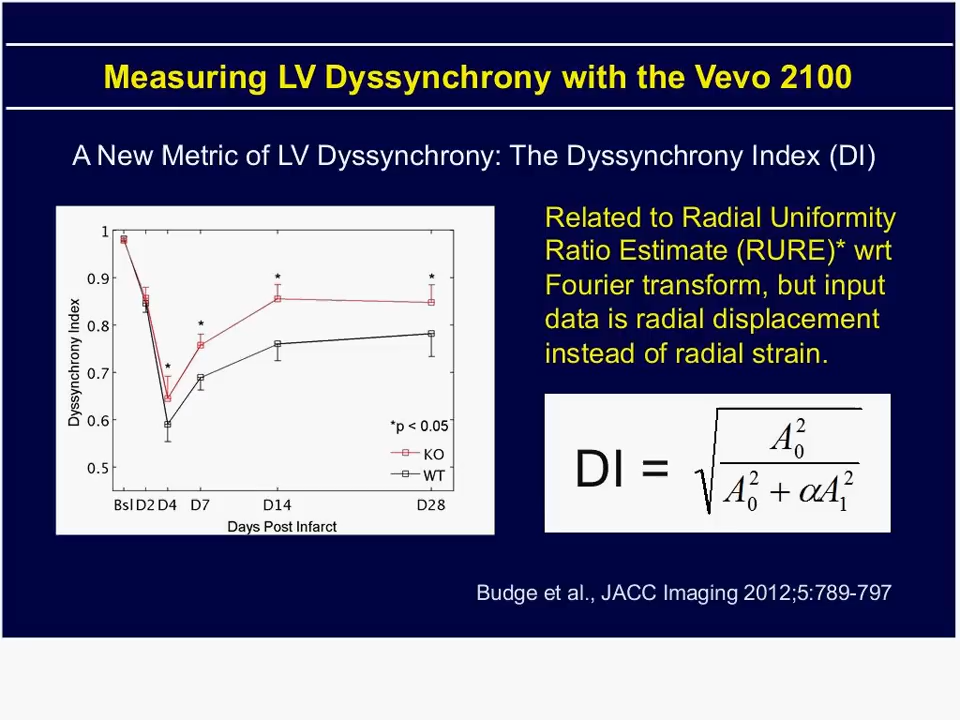 Measuring LV Dyssynchrony with the Vevo 2100
A New Metric of LV Dyssynchrony: The Dyssynchrony Index (DI)
Related to Radial Uniformity
Ratio Estimate (RURE)* wrt
Fourier transform, but input
data is radial displacement
instead of radial strain.
Dyssynchrony Index
1
0.9
0.8
0.7
0.6
0.5
*
*
*
*
*p < 0.05
KO
WT
Bsl D2 D4 D7 D14 D28
Days Post Infarct
DI = √(A₀² / (A₀² + αA₁²))
Budge et al., JACC Imaging 2012;5:789-797